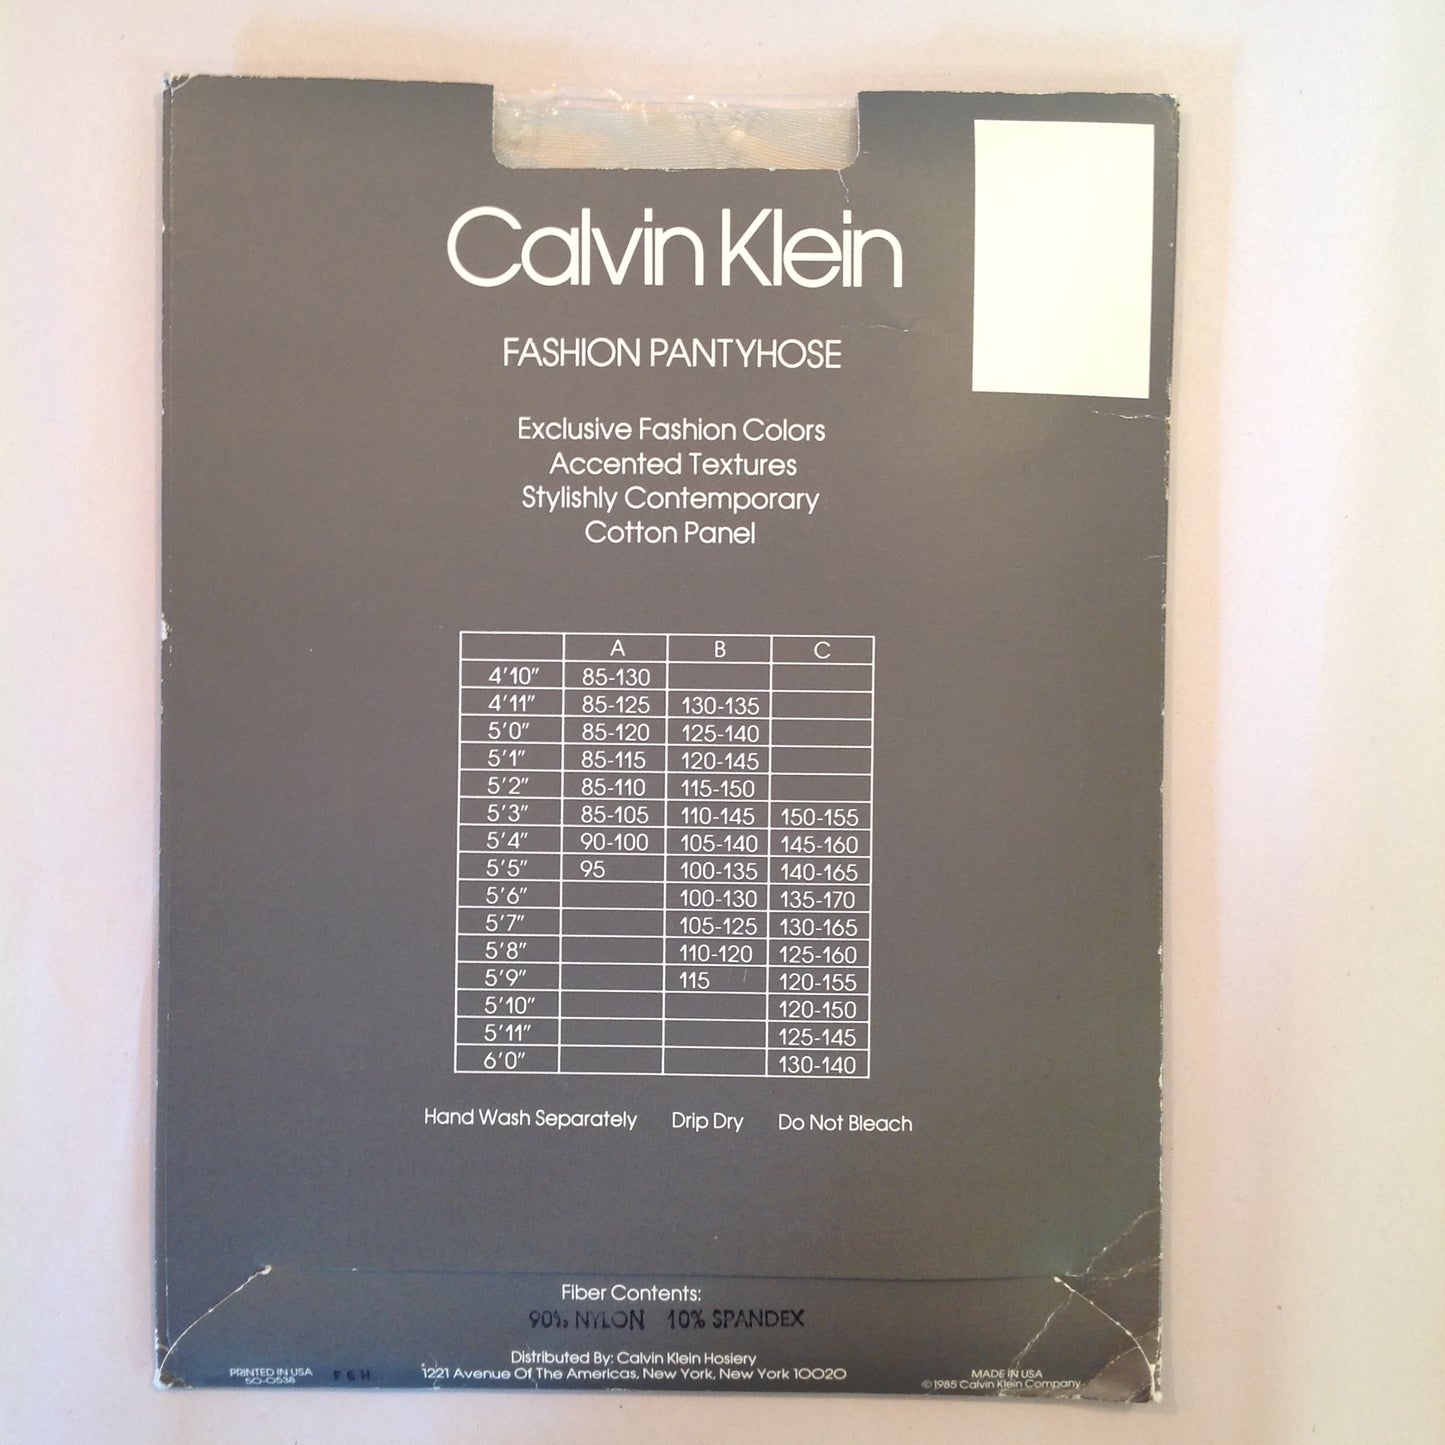 Calvin Klein
FASHION PANTYHOSE
Exclusive Fashion Colors
Accented Textures
Stylishly Contemporary
Cotton Panel
A B C
4'10" 85-130
4'11" 85-125 130-135
5'0" 85-120 125-140
5'1" 85-115 120-145
5'2" 85-110 115-150
5'3" 85-105 110-145 150-155
5'4" 90-100 105-140 145-160
5'5" 95 100-135 140-165
5'6" 100-130 135-170
5'7" 105-125 130-165
5'8" 110-120 125-160
5'9" 115 120-155
5'10" 120-150
5'11" 125-145
6'0" 130-140
Hand Wash Separately Drip Dry Do Not Bleach
Fiber Contents:
90% NYLON 10% SPANDEX
Distributed By: Calvin Klein Hosiery
1221 Avenue Of The Americas, New York, New York 10020
PRINTED IN USA
50-0538
F 6 H
MADE IN USA
©1985 Calvin Klein Company